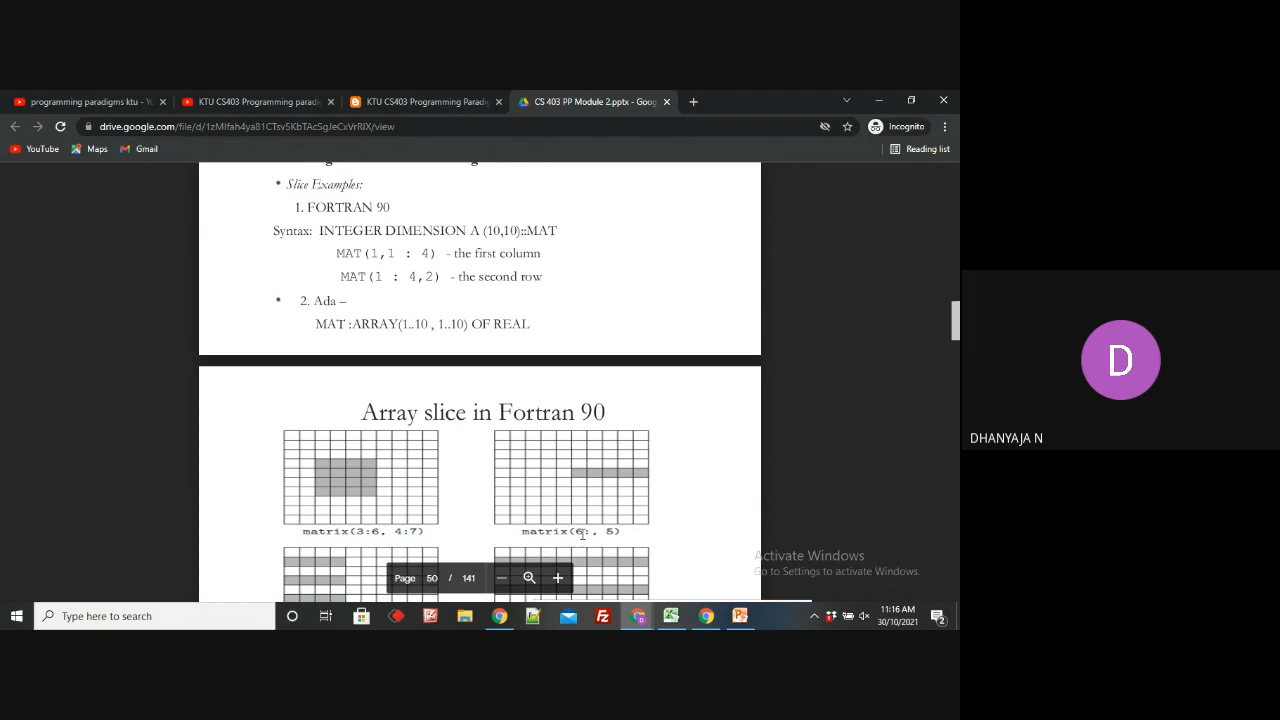 programming paradigms ktu - Yo
KTU CS403 Programming paradi
KTU CS403 Programming Paradi
CS 403 PP Module 2.pptx - Goog
drive.google.com/file/d/1zMIfah4ya81CTsv5KbTAcSgJeCxVrRlX/view
Incognito
YouTube
Maps
Gmail
Reading list
• Slice Examples:
1. FORTRAN 90
Syntax: INTEGER DIMENSION A (10,10)::MAT
MAT(1,1 : 4) - the first column
MAT(1 : 4,2) - the second row
• 2. Ada –
MAT :ARRAY(1..10 , 1..10) OF REAL
Array slice in Fortran 90
matrix(3:6, 4:7)
matrix(6:, 5)
Page 50 / 141
Activate Windows
Go to Settings to activate Windows.
Type here to search
11:16 AM
30/10/2021
2
D
DHANYAJA N